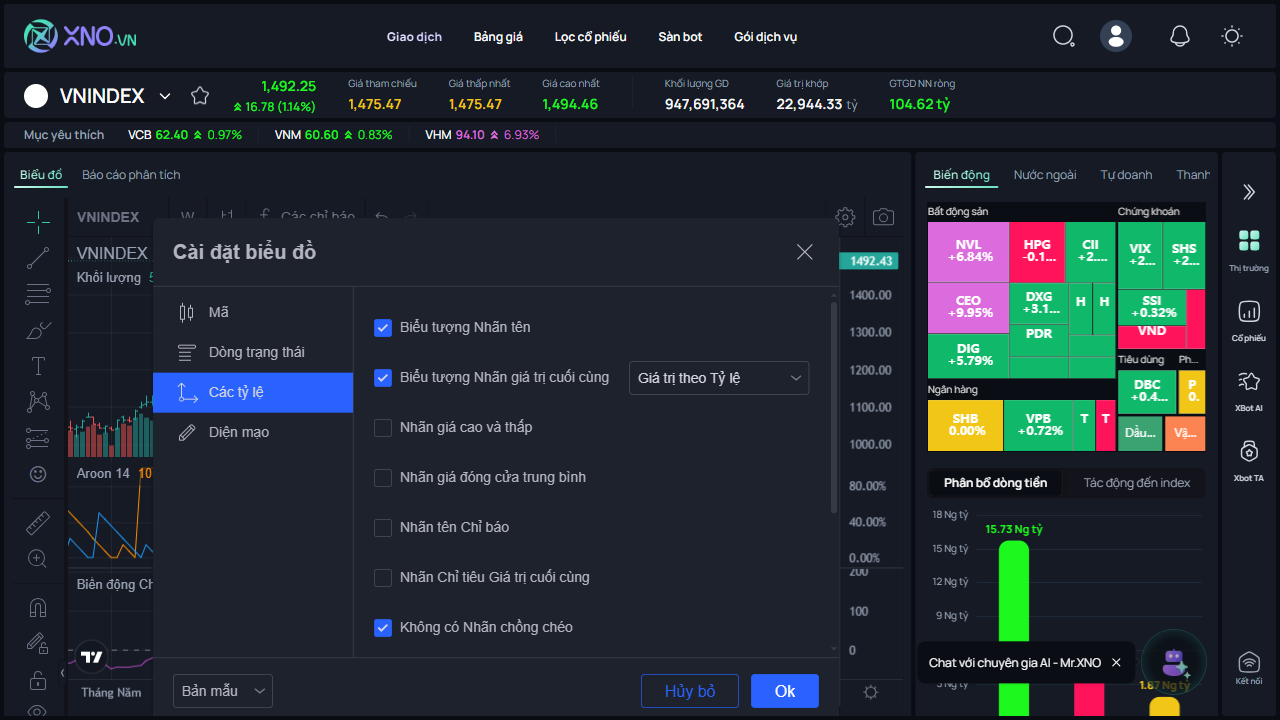 XNO.VN
Giao dịch
Bảng giá
Lọc cổ phiếu
Sàn bot
Gói dịch vụ
VNINDEX
1,492.25
16.78 (1.14%)
Giá tham chiếu
1,475.47
Giá thấp nhất
1,475.47
Giá cao nhất
1,494.46
Khối lượng GD
947,691,364
Giá trị khớp
22,944.33 tỷ
GTGD NN ròng
104.62 tỷ
Mục yêu thích
VCB 62.40 0.97%
VNM 60.60 0.83%
VHM 94.10 6.93%
Biểu đồ
Báo cáo phân tích
VNINDEX
W
Các chỉ báo
VNINDEX
Khối lượng
Aroon 14 10
Biên động Ch
Tháng Năm
Cài đặt biểu đồ
Mã
Dòng trạng thái
Các tỷ lệ
Diện mạo
Biểu tượng Nhãn tên
Biểu tượng Nhãn giá trị cuối cùng
Giá trị theo Tỷ lệ
Nhãn giá cao và thấp
Nhãn giá đóng cửa trung bình
Nhãn tên Chỉ báo
Nhãn Chỉ tiêu Giá trị cuối cùng
Không có Nhãn chồng chéo
Bản mẫu
Hủy bỏ
Ok
1492.43
1400.00
1300.00
1200.00
1100.00
1000.00
80.00%
40.00%
0.00%
200
100
0
Biến động
Nước ngoài
Tự doanh
Thanh
Bất động sản
NVL
+6.84%
HPG
-0.1...
CII
+2....
CEO
+9.95%
DXG
+3.1...
H
H
PDR
DIG
+5.79%
Chứng khoán
VIX
+2...
SHS
+2...
SSI
+0.32%
VND
Tiêu dùng
Ph...
DBC
+0.4...
P
0.
Ngân hàng
SHB
0.00%
VPB
+0.72%
T
T
Dầu...
Vậ...
Phân bổ dòng tiền
Tác động đến index
18 Ng tỷ
15 Ng tỷ
12 Ng tỷ
9 Ng tỷ
15.73 Ng tỷ
1.87 Ng tỷ
Chat với chuyên gia AI - Mr.XNO
Thị trường
Cổ phiếu
XBot AI
Xbot TA
Kết nối